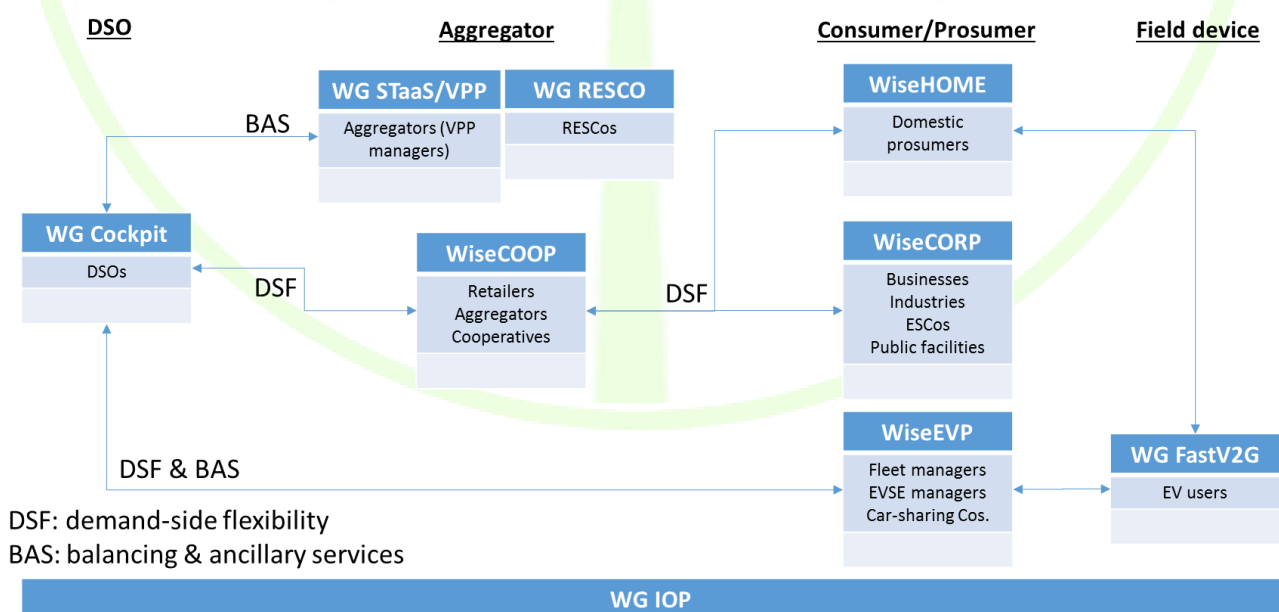 DSO
Aggregator
Consumer/Prosumer
Field device
WG STaaS/VPP
Aggregators (VPP
managers)
WG RESCO
RESCos
WiseHOME
Domestic
prosumers
BAS
WG Cockpit
DSOs
DSF
WiseCOOP
Retailers
Aggregators
Cooperatives
DSF
WiseCORP
Businesses
Industries
ESCos
Public facilities
WiseEVP
Fleet managers
EVSE managers
Car-sharing Cos.
WG FastV2G
EV users
DSF & BAS
DSF: demand-side flexibility
BAS: balancing & ancillary services
WG IOP